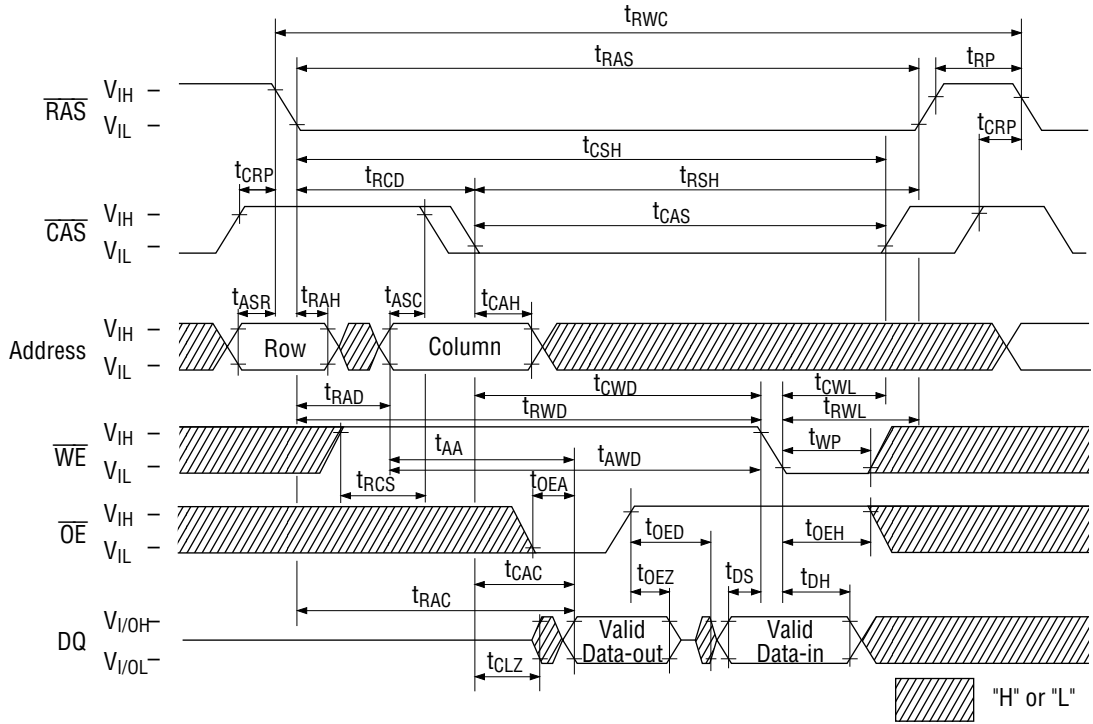 tRWC
tRAS
tRP
RAS
VIH
VIL
tCRP
tCSH
tCRP
tRCD
tRSH
CAS
VIH
VIL
tCAS
tASR
tRAH
tASC
tCAH
Address
VIH
VIL
Row
Column
tRAD
tCWD
tCWL
tRWD
tRWL
WE
VIH
VIL
tAA
tAWD
tWP
tRCS
tOEA
OE
VIH
VIL
tOED
tOEH
tCAC
tOEZ
tDS
tDH
tRAC
DQ
VI/OH
VI/OL
Valid
Data-out
Valid
Data-in
tCLZ
"H" or "L"